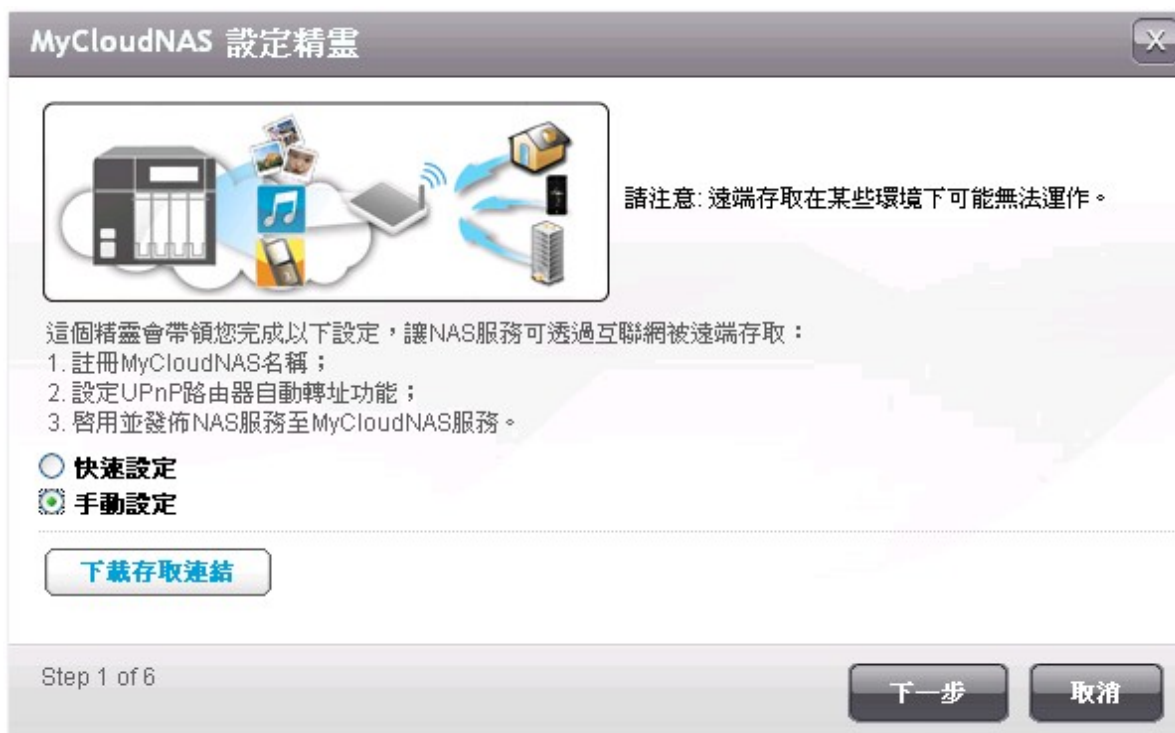 MyCloudNAS 設定精靈
請注意: 遠端存取在某些環境下可能無法運作。
這個精靈會帶領您完成以下設定，讓NAS服務可透過互聯網被遠端存取：
1. 註冊MyCloudNAS名稱；
2. 設定UPnP路由器自動轉址功能；
3. 啓用並發佈NAS服務至MyCloudNAS服務。
快速設定
手動設定
下載存取連結
Step 1 of 6
下一步
取消